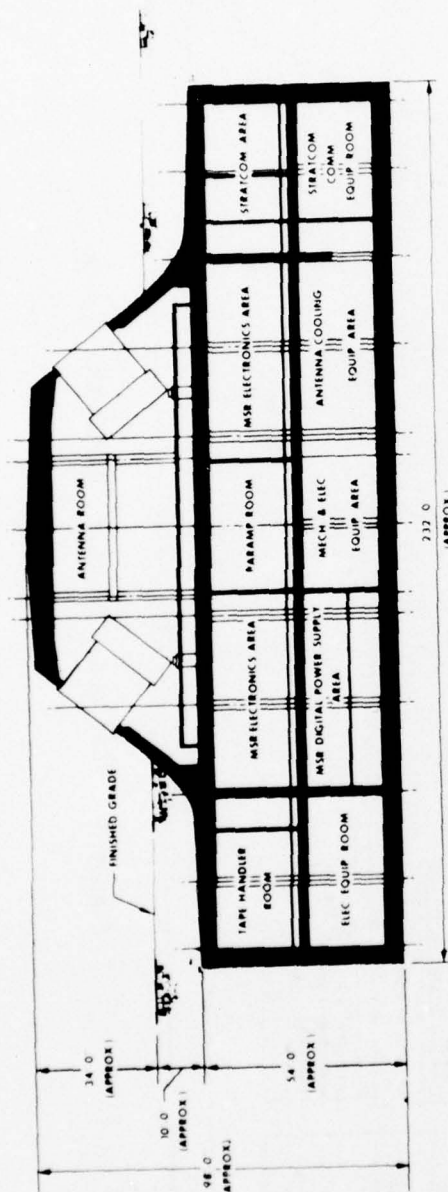 ANTENNA ROOM
FINISHED GRADE
34 0
(APPROX)
10 0
(APPROX)
98 0
(APPROX)
54 0
(APPROX)
TAPE HANDLER
ROOM
MSR ELECTRONICS AREA
PARAMP ROOM
MSR ELECTRONICS AREA
STRATCOM AREA
ELEC EQUIP ROOM
MSR DIGITAL POWER SUPPLY
AREA
MECH & ELEC
EQUIP AREA
ANTENNA COOLING
EQUIP AREA
STRATCOM
COMM
EQUIP ROOM
232 0
(APPROX)